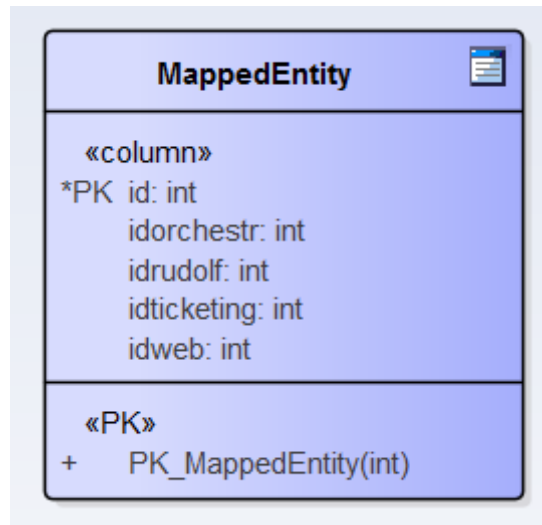 MappedEntity
«column»
*PK id: int
idorchestr: int
idrudolf: int
idticketing: int
idweb: int
«PK»
+ PK_MappedEntity(int)